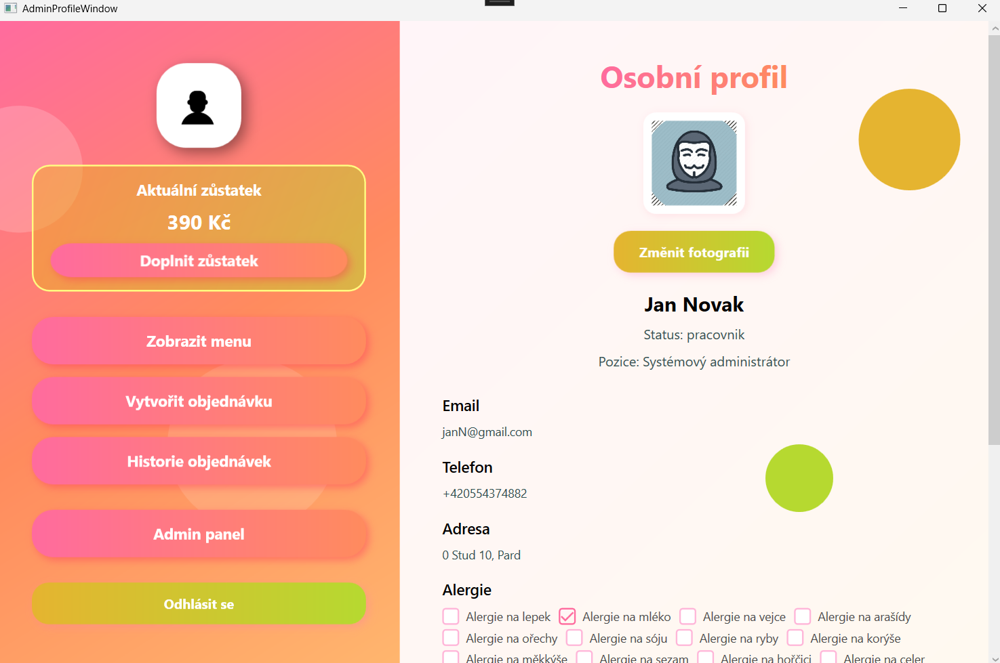 AdminProfileWindow
Aktuální zůstatek
390 Kč
Doplnit zůstatek
Zobrazit menu
Vytvořit objednávku
Historie objednávek
Admin panel
Odhlásit se
Osobní profil
Změnit fotografii
Jan Novak
Status: pracovnik
Pozice: Systémový administrátor
Email
janN@gmail.com
Telefon
+420554374882
Adresa
0 Stud 10, Pard
Alergie
Alergie na lepek Alergie na mléko Alergie na vejce Alergie na arašídy
Alergie na ořechy Alergie na sóju Alergie na ryby Alergie na korýše
Alergie na měkkýše Alergie na sezam Alergie na hořčici Alergie na celer